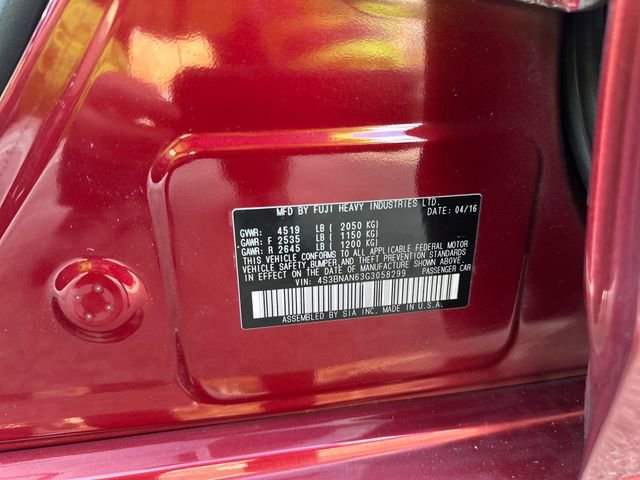 MFD BY FUJI HEAVY INDUSTRIES LTD.
DATE: 04/16
GVWR: 4519 LB ( 2050 KG)
GAWR: F 2535 LB ( 1150 KG)
GAWR: R 2645 LB ( 1200 KG)
THIS VEHICLE CONFORMS TO ALL APPLICABLE FEDERAL MOTOR
VEHICLE SAFETY,BUMPER,AND THEFT PREVENTION STANDARDS
IN EFFECT ON THE DATE OF MANUFACTURE SHOWN ABOVE.
VIN: 4S3BNAN63G3058299 PASSENGER CAR
ASSEMBLED BY SIA INC. MADE IN U.S.A.